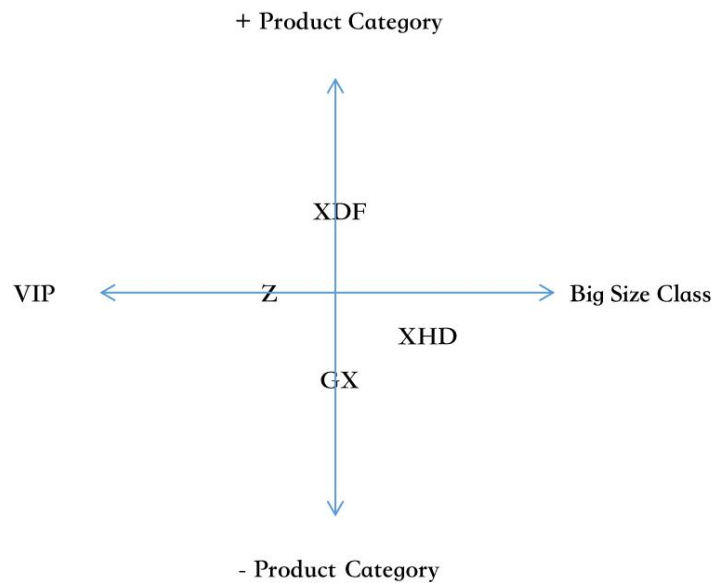 + Product Category
XDF
VIP
Z
Big Size Class
XHD
GX
- Product Category